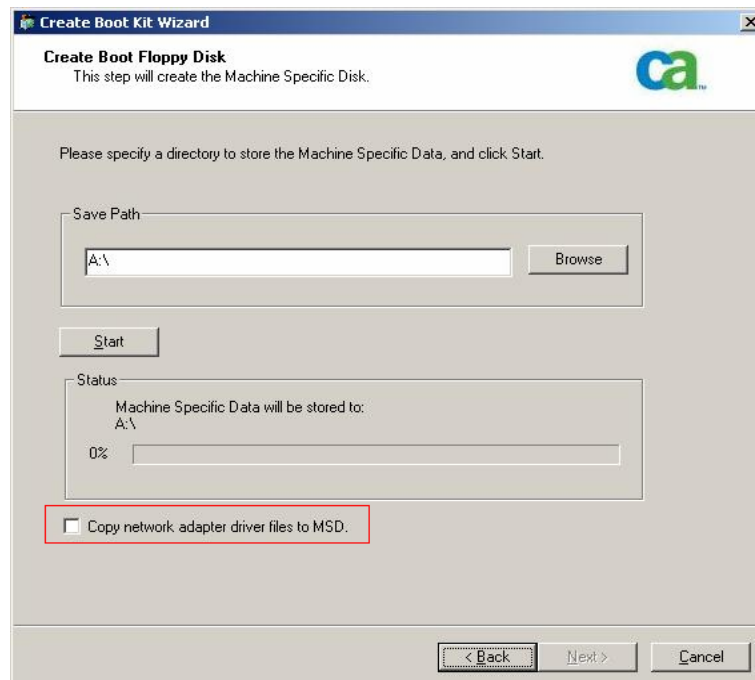 Create Boot Kit Wizard
Create Boot Floppy Disk
This step will create the Machine Specific Disk.
ca™
Please specify a directory to store the Machine Specific Data, and click Start.
Save Path
A:\
Browse
Start
Status
Machine Specific Data will be stored to:
A:\
0%
Copy network adapter driver files to MSD.
< Back
Next >
Cancel